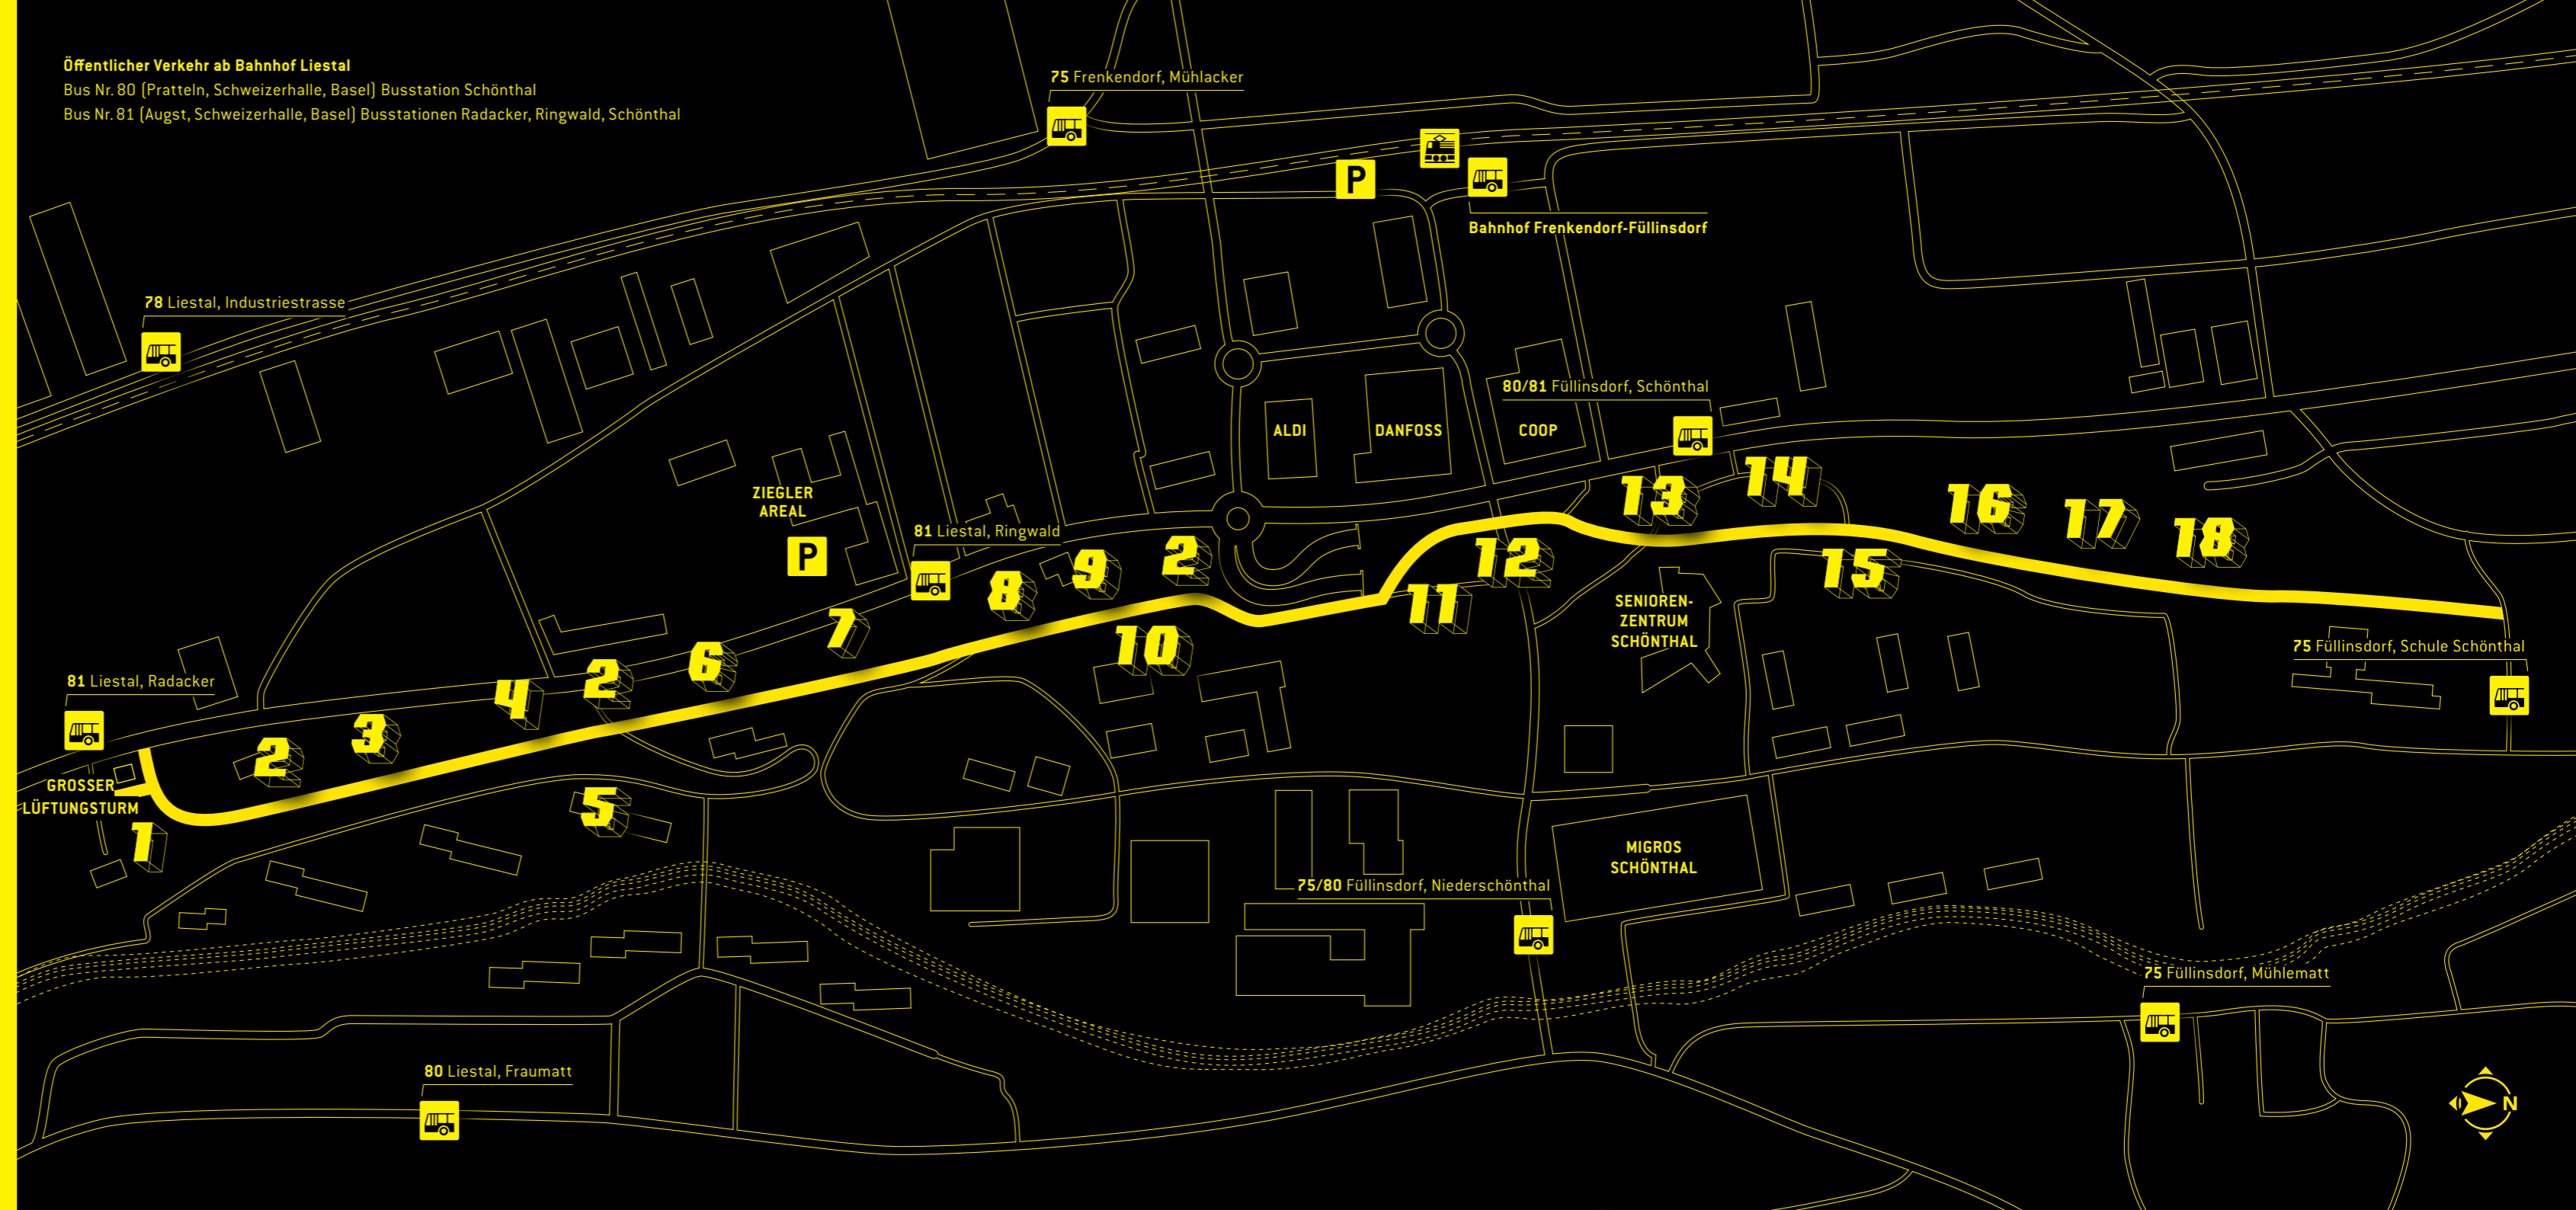 Öffentlicher Verkehr ab Bahnhof Liestal
Bus Nr. 80 (Pratteln, Schweizerhalle, Basel) Busstation Schönthal
Bus Nr. 81 (Augst, Schweizerhalle, Basel) Busstationen Radacker, Ringwald, Schönthal
75 Frenkendorf, Mühlacker
P
Bahnhof Frenkendorf-Füllinsdorf
78 Liestal, Industriestrasse
80/81 Füllinsdorf, Schönthal
ALDI
DANFOSS
COOP
ZIEGLER
AREAL
P
81 Liestal, Ringwald
13
14
16
17
18
8
9
2
12
15
11
7
10
SENIOREN-
ZENTRUM
SCHÖNTHAL
75 Füllinsdorf, Schule Schönthal
81 Liestal, Radacker
4
2
6
2
3
GROSSER
LÜFTUNGSTURM
1
5
MIGROS
SCHÖNTHAL
75/80 Füllinsdorf, Niederschönthal
75 Füllinsdorf, Mühlematt
80 Liestal, Fraumatt
N